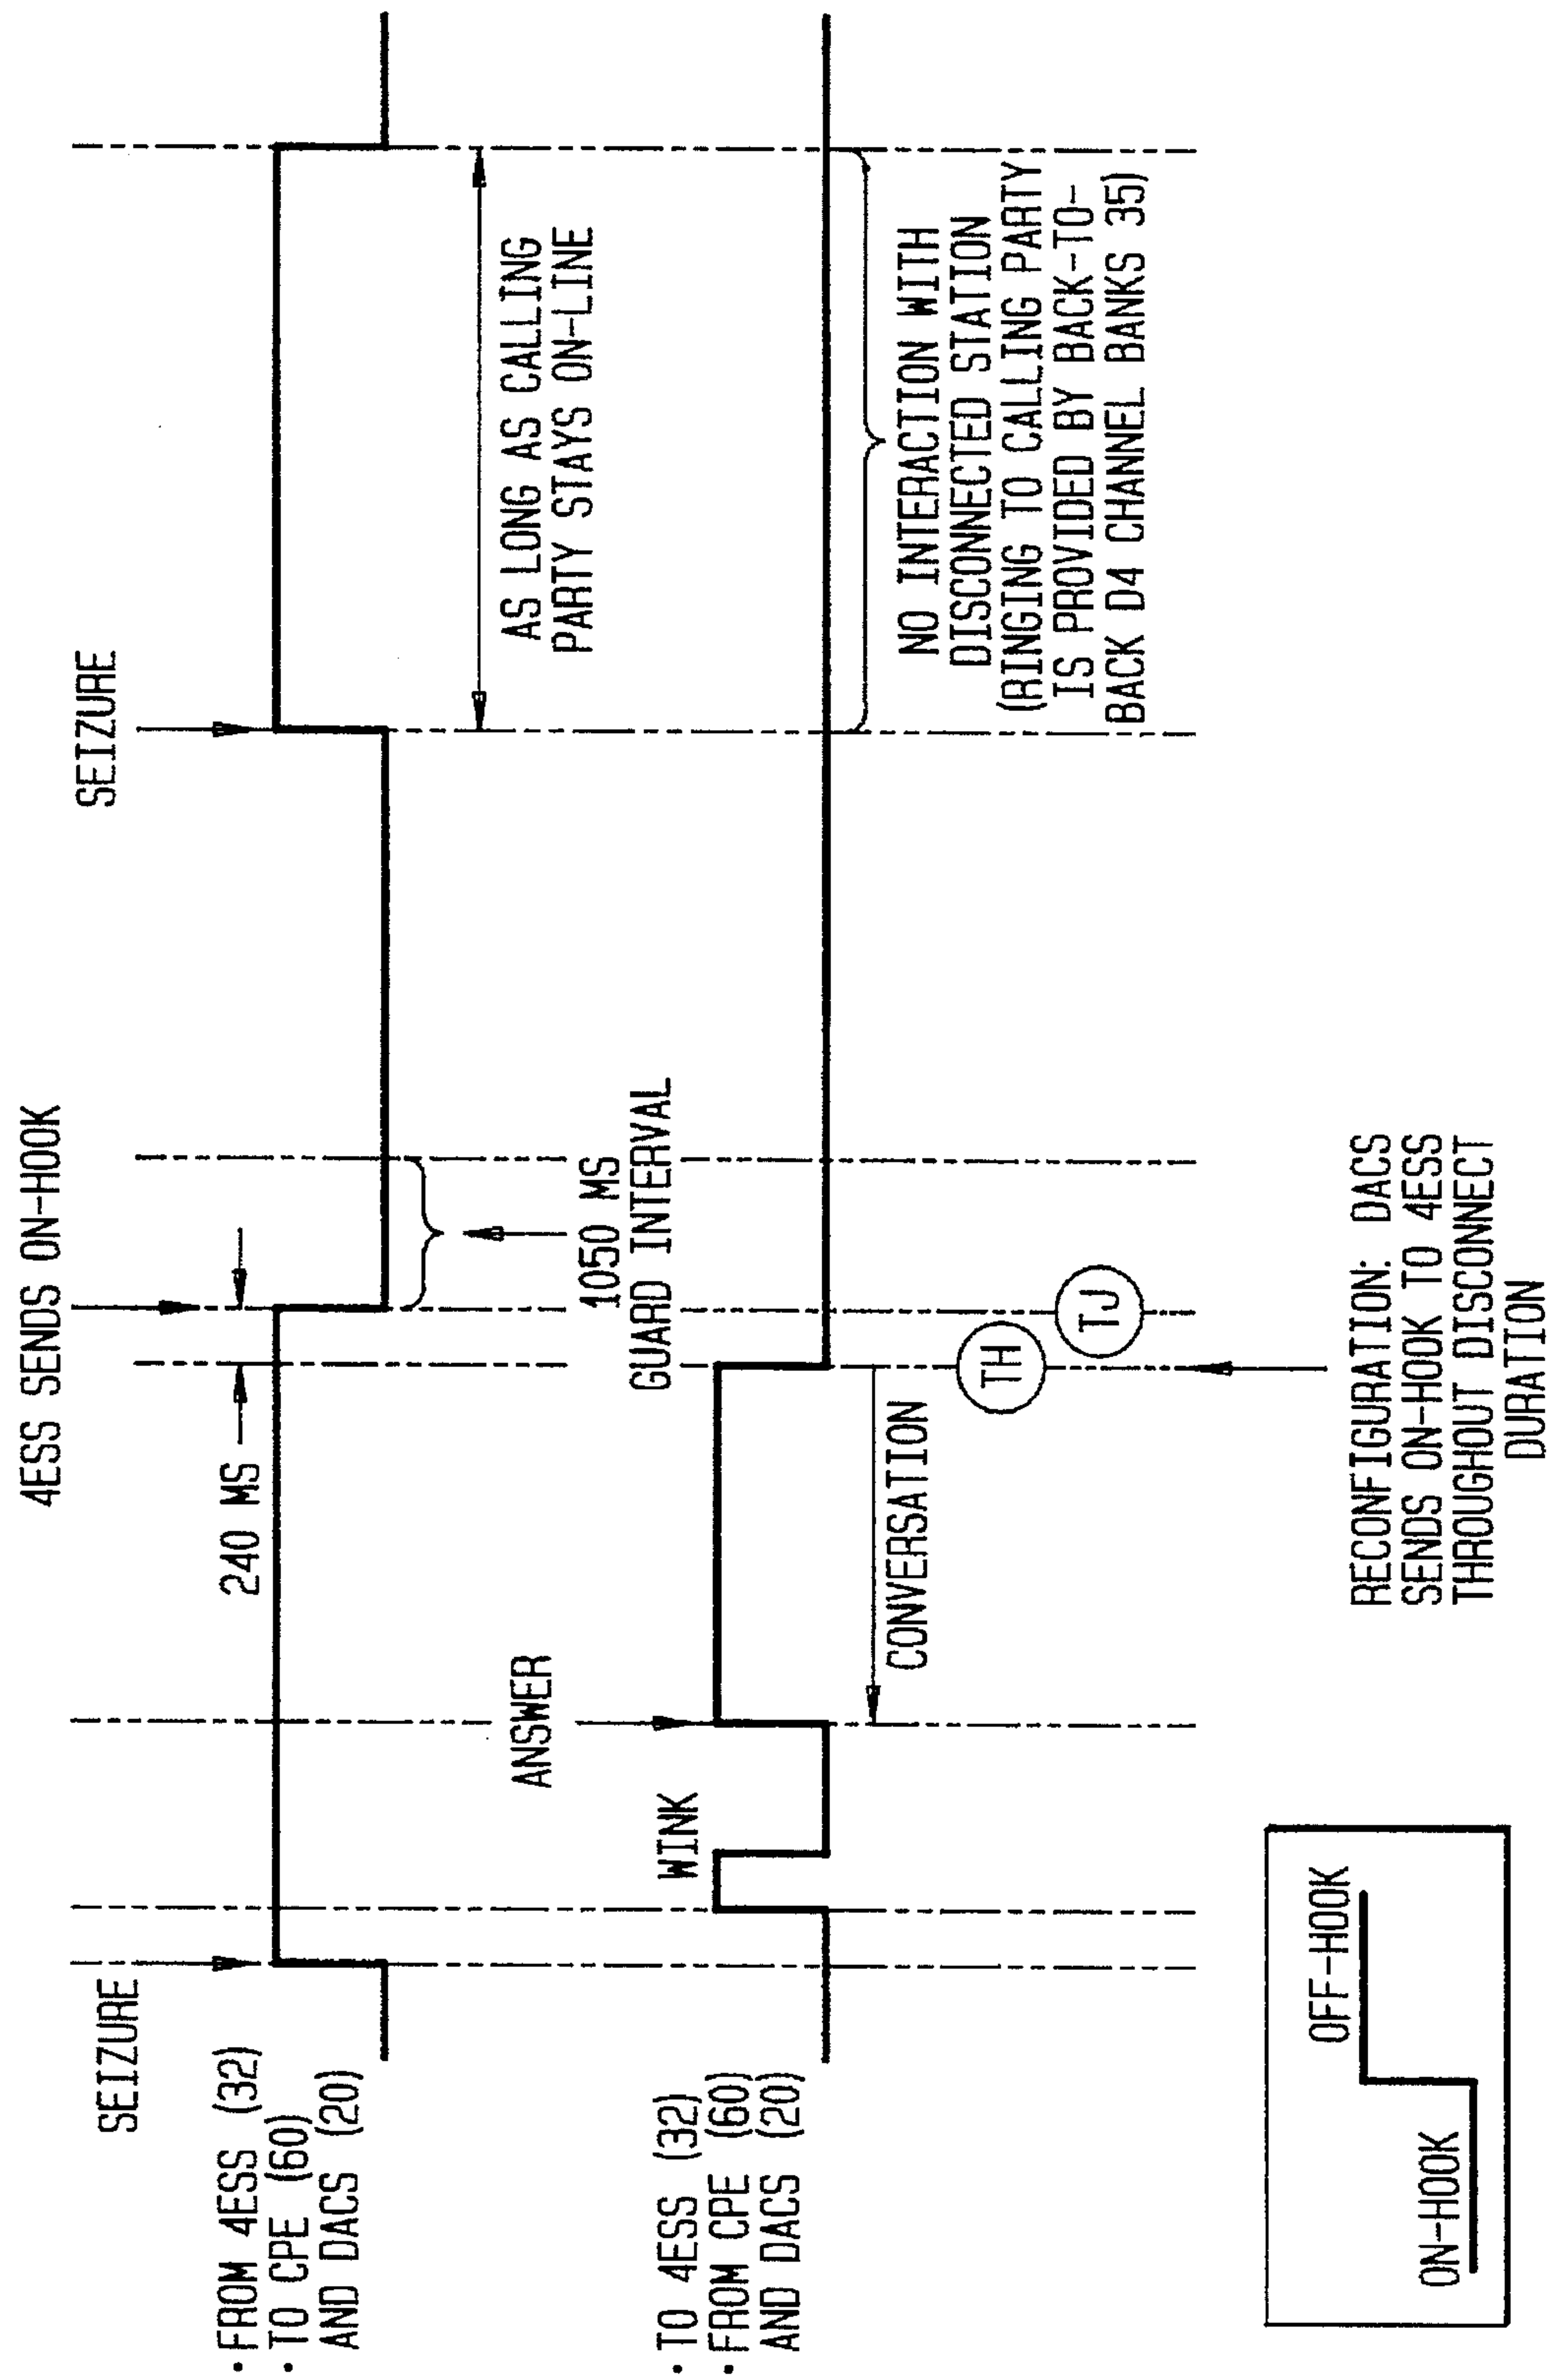 4ESS SENDS ON-HOOK
SEIZURE
SEIZURE
240 MS
• FROM 4ESS (32)
• TO CPE (60)
AND DACS (20)
AS LONG AS CALLING
PARTY STAYS ON-LINE
ANSWER
1050 MS
GUARD INTERVAL
WINK
• TO 4ESS (32)
• FROM CPE (60)
AND DACS (20)
CONVERSATION
NO INTERACTION WITH
DISCONNECTED STATION
(RINGING TO CALLING PARTY
IS PROVIDED BY BACK-TO-
BACK D4 CHANNEL BANKS 35)
TH
TJ
RECONFIGURATION: DACS
SENDS ON-HOOK TO 4ESS
THROUGHOUT DISCONNECT
DURATION
OFF-HOOK
ON-HOOK